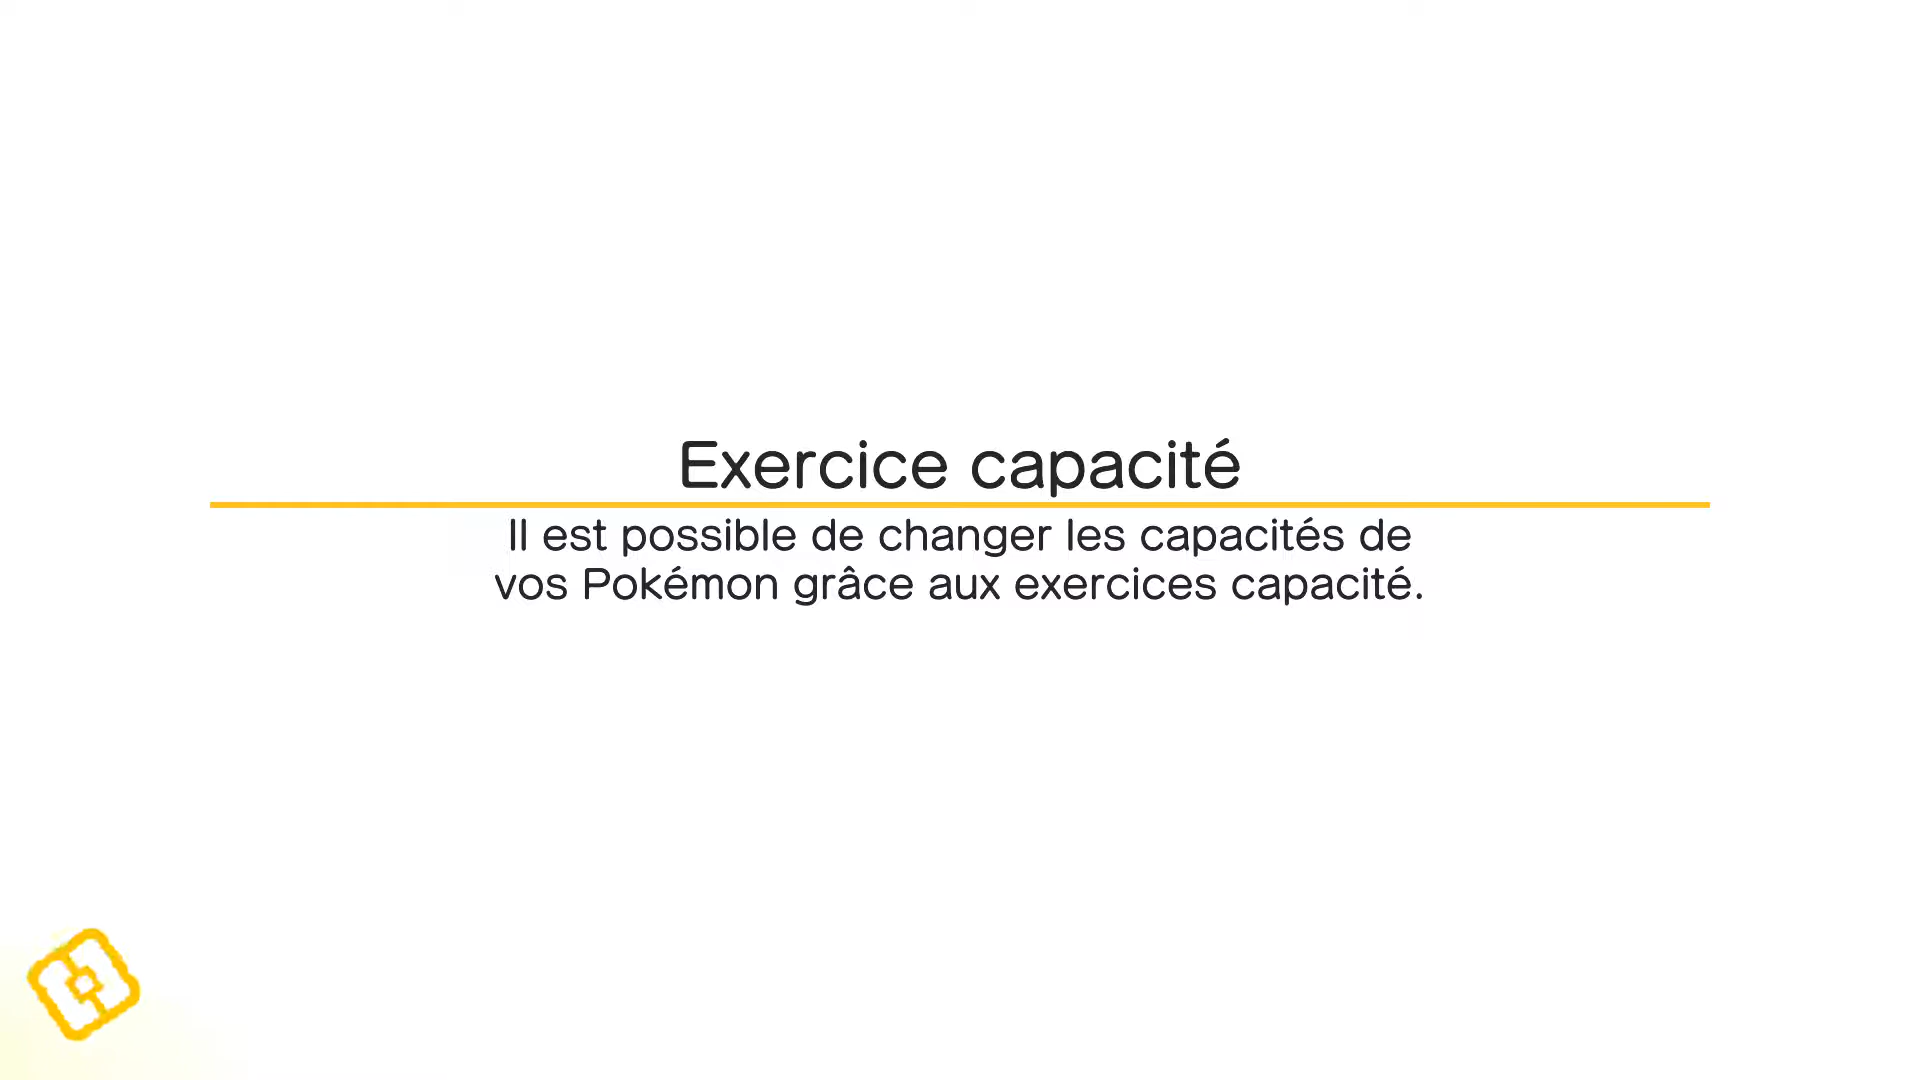 Exercice capacité
Il est possible de changer les capacités de
vos Pokémon grâce aux exercices capacité.